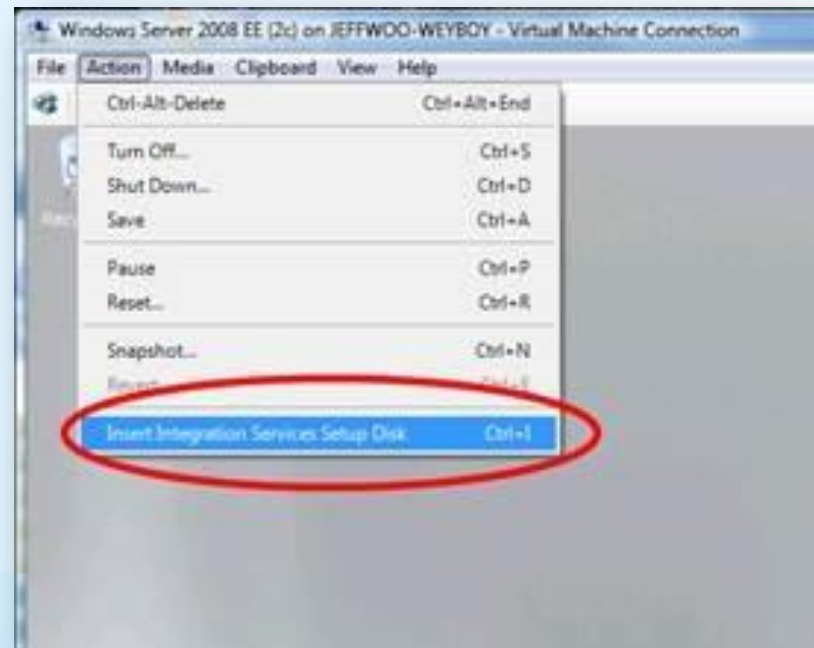 Windows Server 2008 EE (2c) on JEFFWOO-WEYBOY - Virtual Machine Connection
File Action Media Clipboard View Help
Ctrl-Alt-Delete Ctrl+Alt+End
Turn Off... Ctrl+S
Shut Down... Ctrl+D
Save Ctrl+A
Pause Ctrl+P
Reset... Ctrl+R
Snapshot... Ctrl+N
Revert... Ctrl+E
Insert Integration Services Setup Disk Ctrl+I